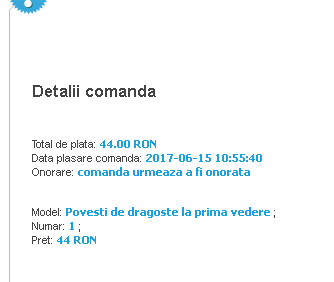 Detalii comanda
Total de plata: 44.00 RON
Data plasare comanda: 2017-06-15 10:55:40
Onorare: comanda urmeaza a fi onorata
Model: Povesti de dragoste la prima vedere ;
Numar: 1 ;
Pret: 44 RON